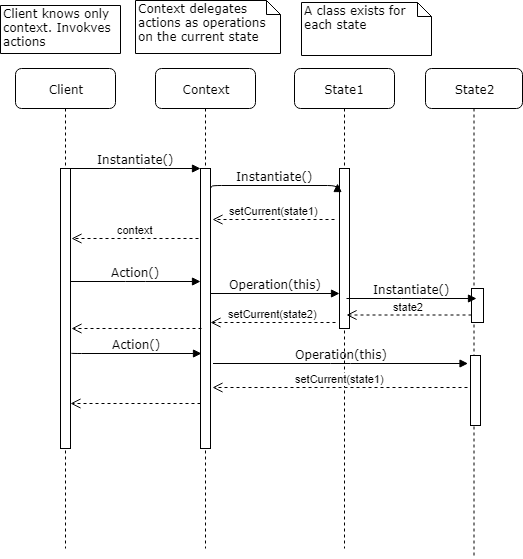 Client knows only
context. Invokves
actions
Context delegates
actions as operations
on the current state
A class exists for
each state
Client
Context
State1
State2
Instantiate()
Instantiate()
setCurrent(state1)
context
Action()
Operation(this)
Instantiate()
state2
setCurrent(state2)
Action()
Operation(this)
setCurrent(state1)